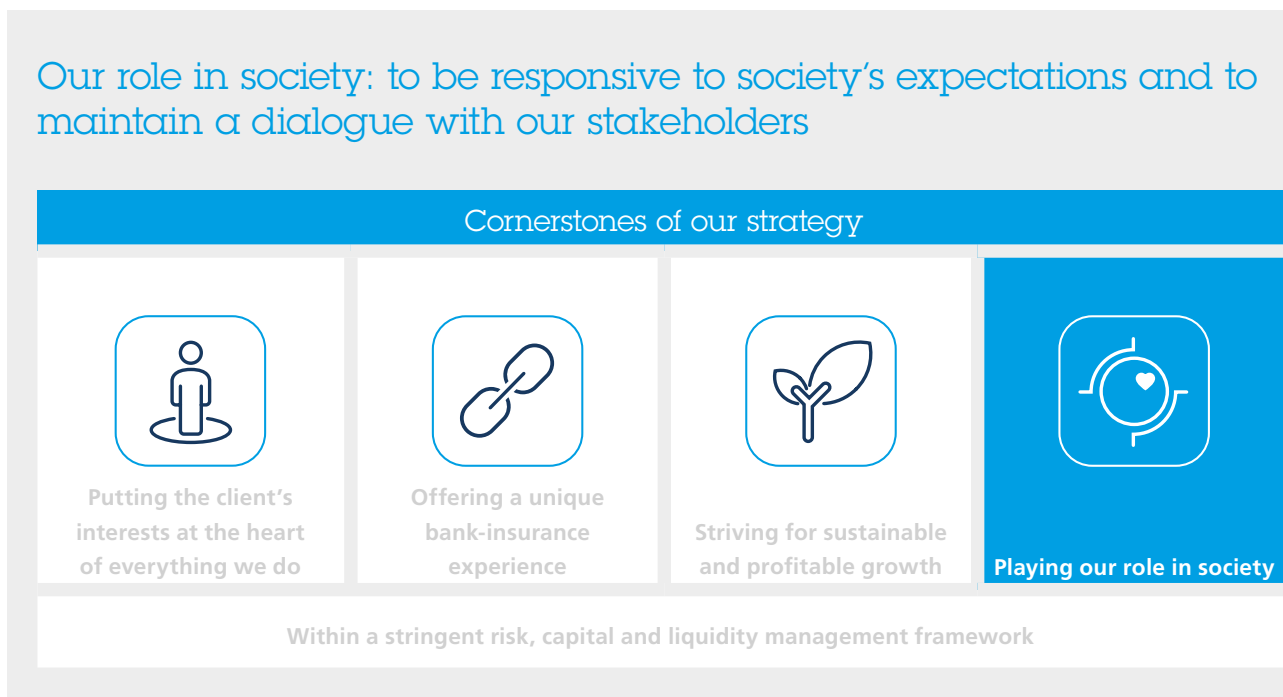 Our role in society: to be responsive to society’s expectations and to
maintain a dialogue with our stakeholders
Cornerstones of our strategy
Putting the client’s
interests at the heart
of everything we do
Offering a unique
bank-insurance
experience
Striving for sustainable
and profitable growth
Playing our role in society
Within a stringent risk, capital and liquidity management framework